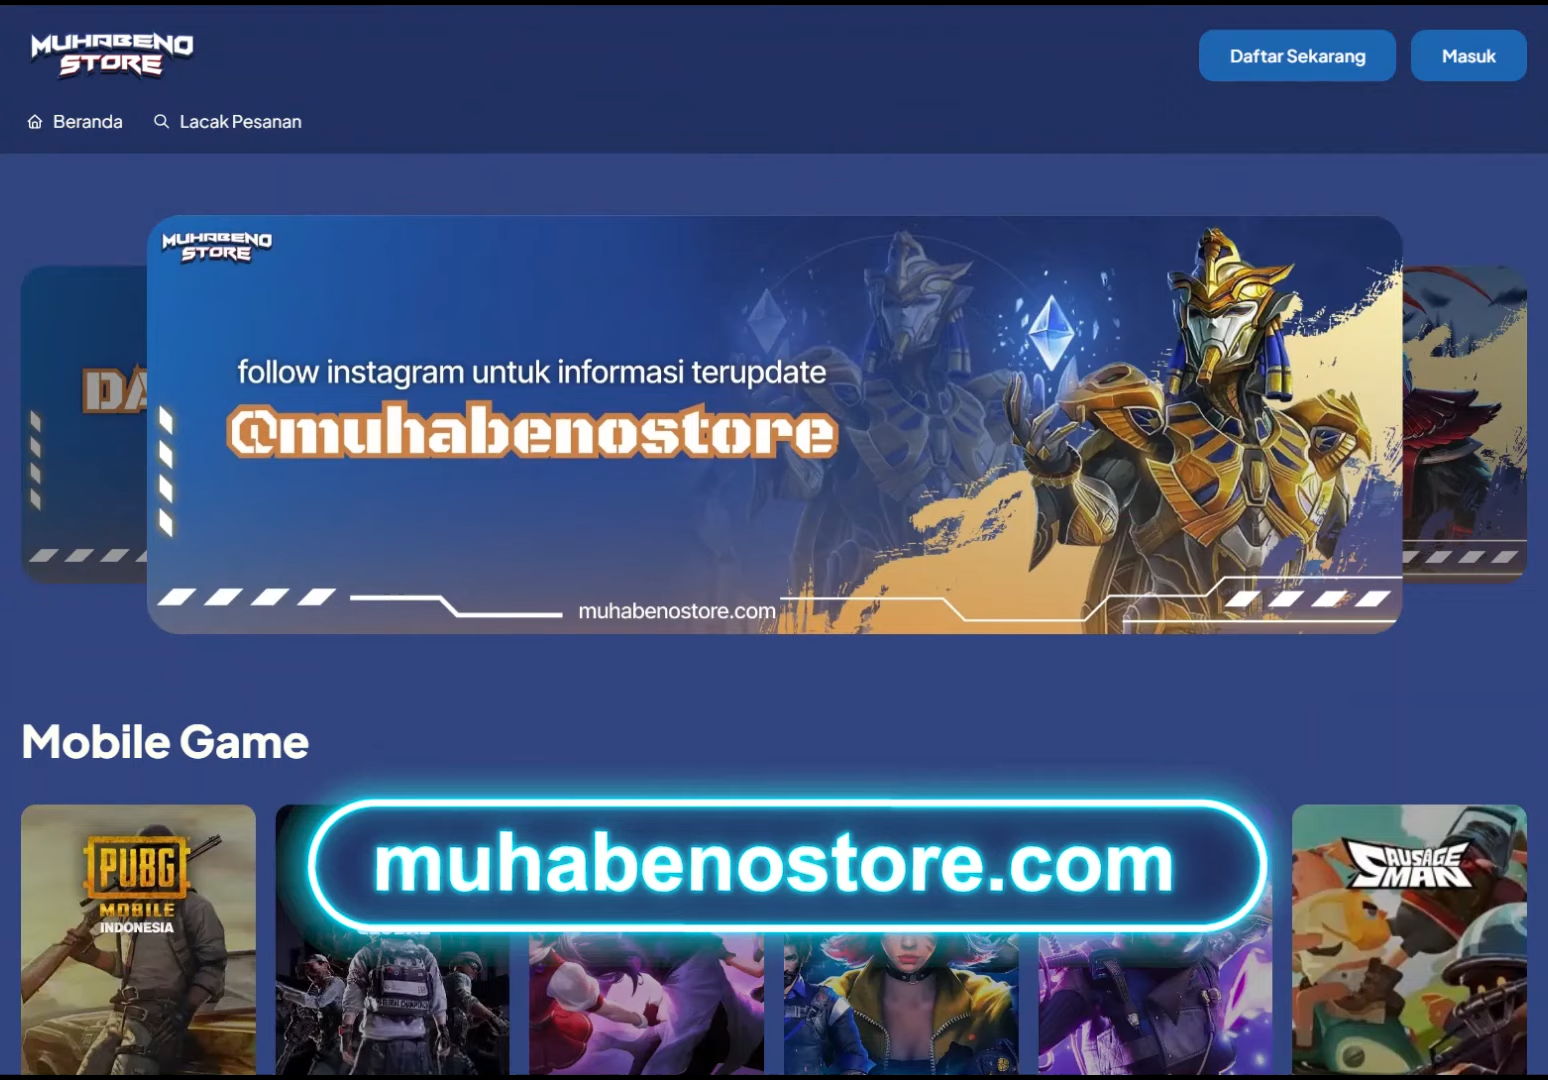 MUHABENO
STORE
Daftar Sekarang
Masuk
Beranda
Lacak Pesanan
MUHABENO
STORE
follow instagram untuk informasi terupdate
@muhabenostore
muhabenostore.com
Mobile Game
PUBG
MOBILE
INDONESIA
muhabenostore.com
SAUSAGE
MAN